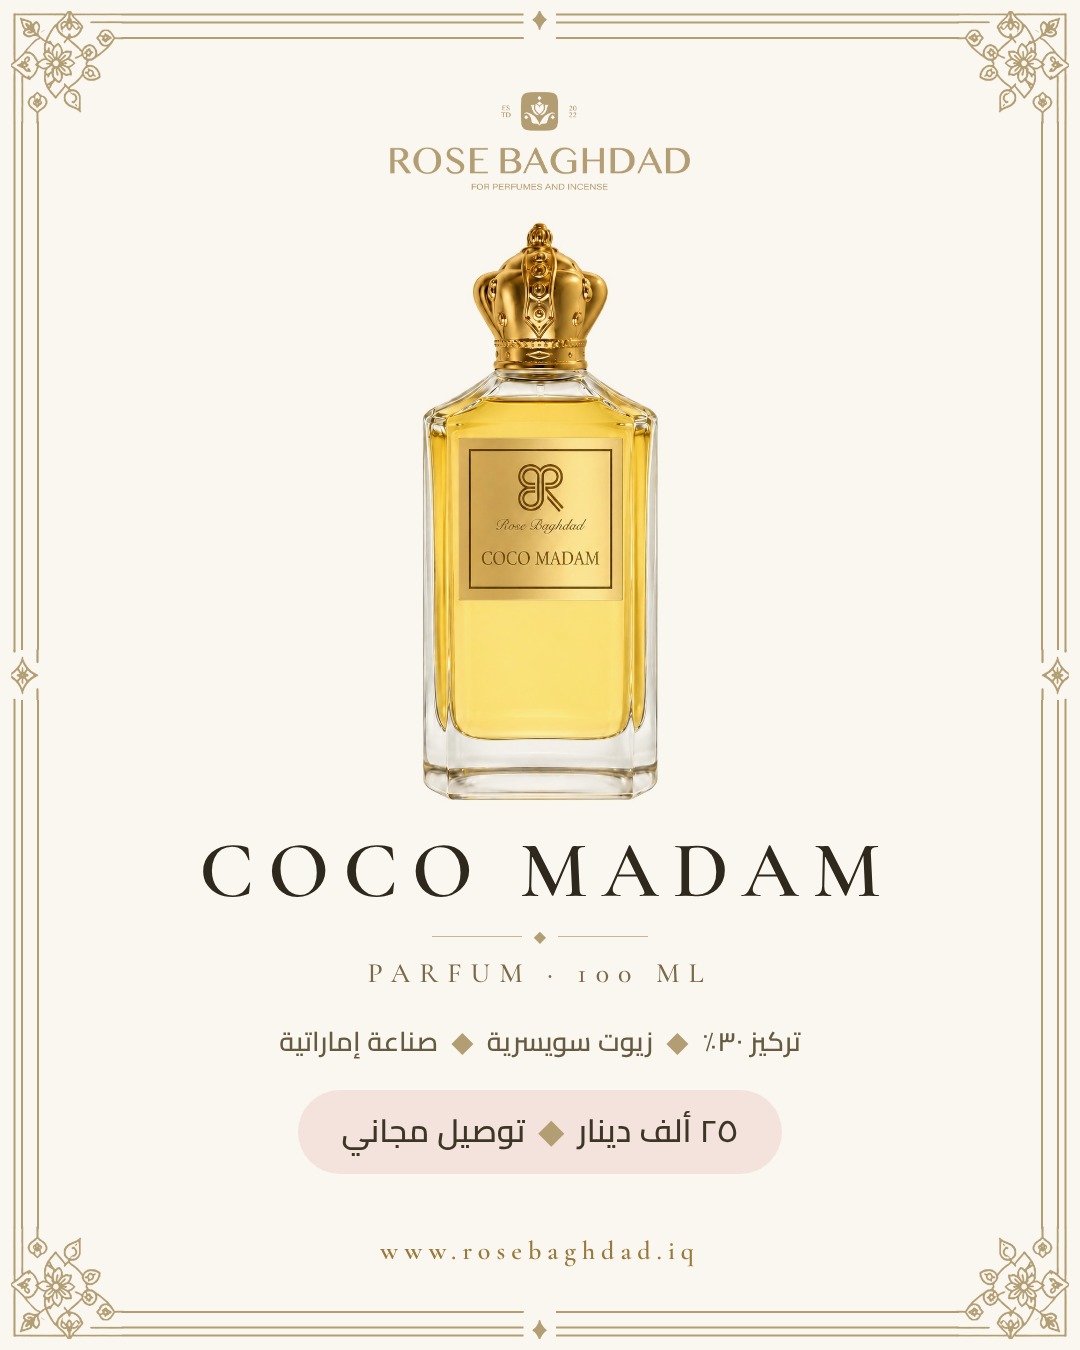 ES
TD
20
22
ROSE BAGHDAD
FOR PERFUMES AND INCENSE
Rose Baghdad
COCO MADAM
COCO MADAM
PARFUM · 100 ML
تركيز ٣٠٪ ◆ زيوت سويسرية ◆ صناعة إماراتية
٢٥ ألف دينار ◆ توصيل مجاني
www.rosebaghdad.iq